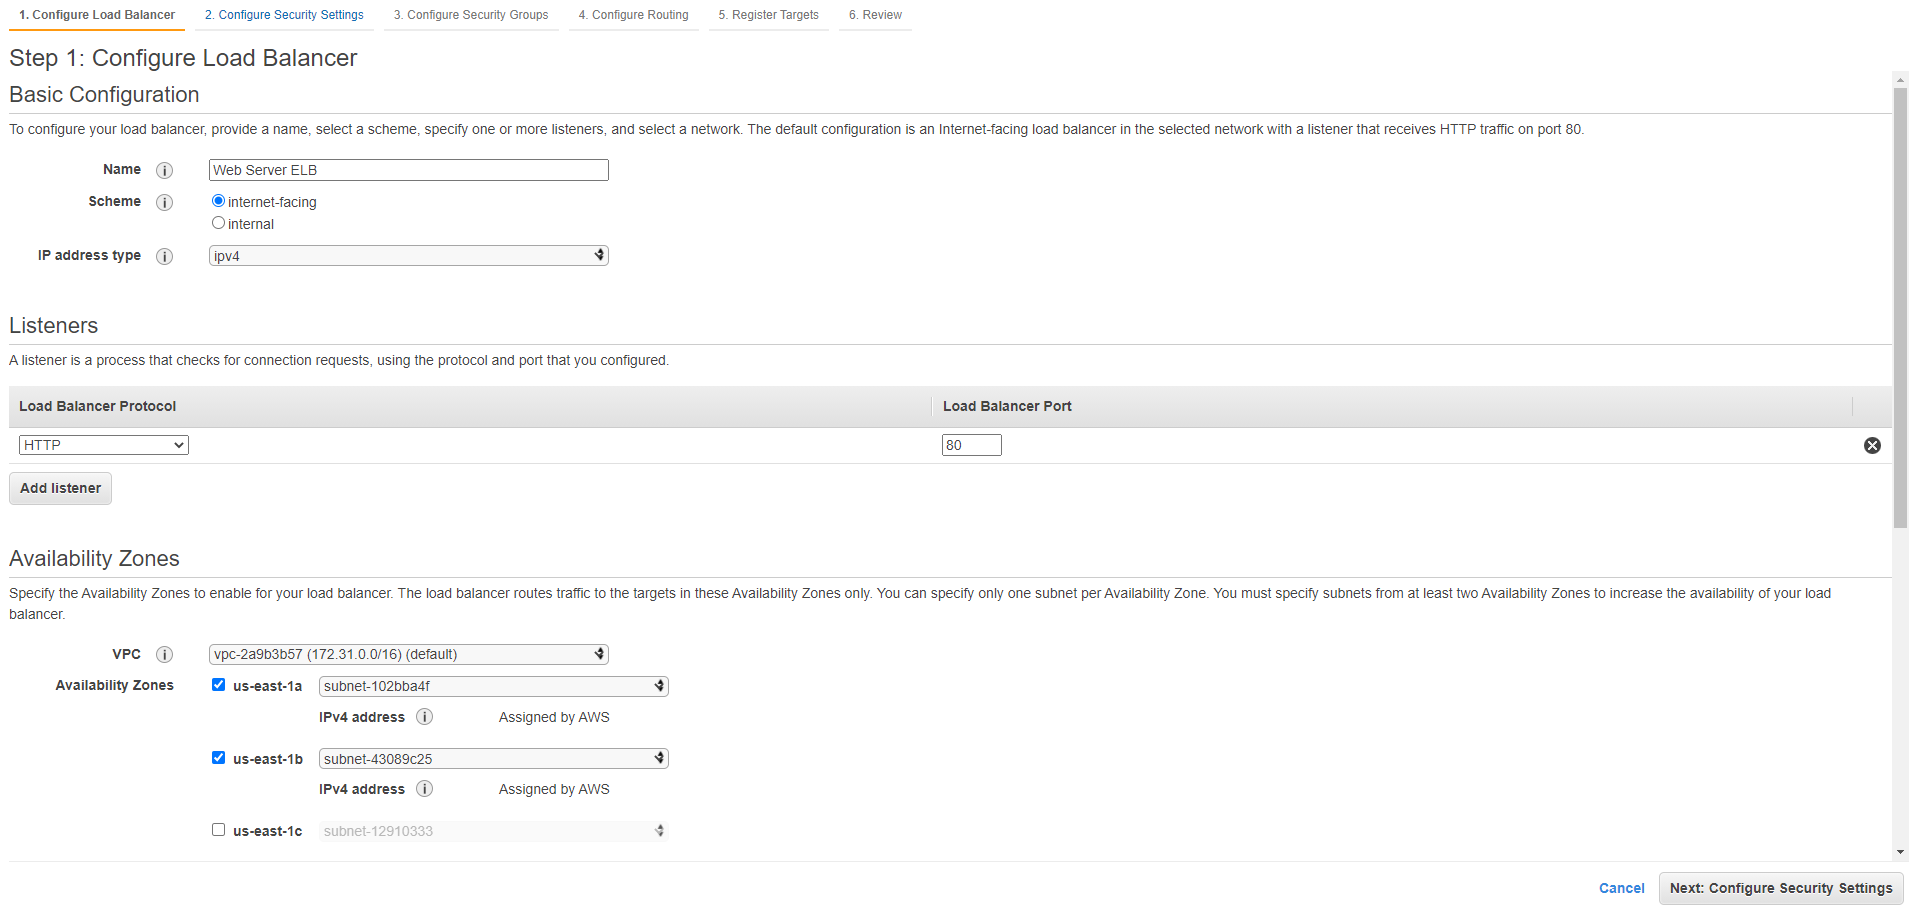 1. Configure Load Balancer 2. Configure Security Settings 3. Configure Security Groups 4. Configure Routing 5. Register Targets 6. Review
Step 1: Configure Load Balancer
Basic Configuration
To configure your load balancer, provide a name, select a scheme, specify one or more listeners, and select a network. The default configuration is an Internet-facing load balancer in the selected network with a listener that receives HTTP traffic on port 80.
Name i Web Server ELB
Scheme i internet-facing
internal
IP address type i ipv4
Listeners
A listener is a process that checks for connection requests, using the protocol and port that you configured.
Load Balancer Protocol Load Balancer Port
HTTP 80
Add listener
Availability Zones
Specify the Availability Zones to enable for your load balancer. The load balancer routes traffic to the targets in these Availability Zones only. You can specify only one subnet per Availability Zone. You must specify subnets from at least two Availability Zones to increase the availability of your load
balancer.
VPC i vpc-2a9b3b57 (172.31.0.0/16) (default)
Availability Zones us-east-1a subnet-102bba4f
IPv4 address i Assigned by AWS
us-east-1b subnet-43089c25
IPv4 address i Assigned by AWS
us-east-1c subnet-12910333
Cancel Next: Configure Security Settings